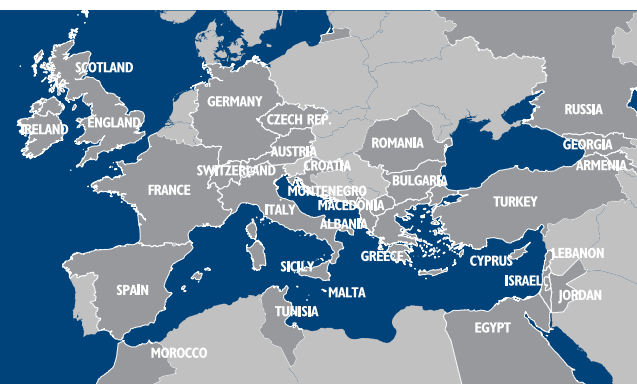 SCOTLAND
IRELAND
ENGLAND
GERMANY
CZECH REP.
RUSSIA
AUSTRIA
ROMANIA
GEORGIA
ARMENIA
SWITZERLAND
CROATIA
FRANCE
MONTENEGRO
BULGARIA
MACEDONIA
TURKEY
ITALY
ALBANIA
GREECE
CYPRUS
LEBANON
SICILY
ISRAEL
SPAIN
MALTA
JORDAN
TUNISIA
EGYPT
MOROCCO